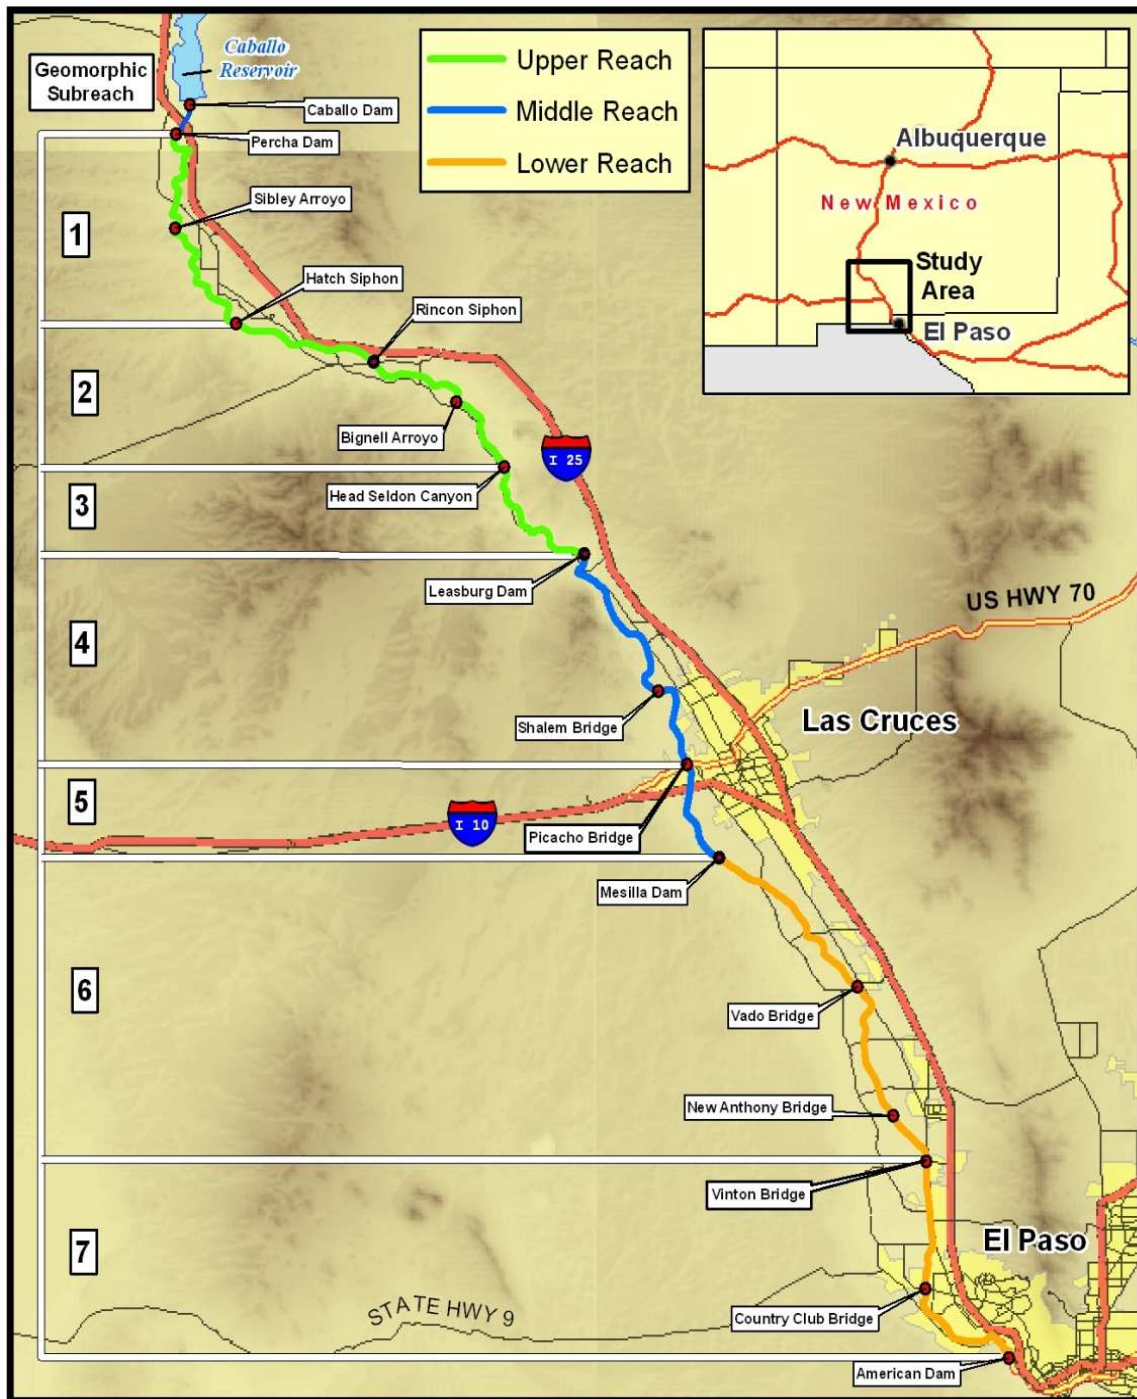 Caballo
Reservoir
Geomorphic
Subreach
Caballo Dam
Percha Dam
Sibley Arroyo
1
Hatch Siphon
Rincon Siphon
2
Bignell Arroyo
I 25
Head Seldon Canyon
3
Leasburg Dam
US HWY 70
4
Shalem Bridge
Las Cruces
5
I 10
Picacho Bridge
Mesilla Dam
6
Vado Bridge
New Anthony Bridge
Vinton Bridge
7
El Paso
STATE HWY 9
Country Club Bridge
American Dam
Upper Reach
Middle Reach
Lower Reach
Albuquerque
New Mexico
Study
Area
El Paso